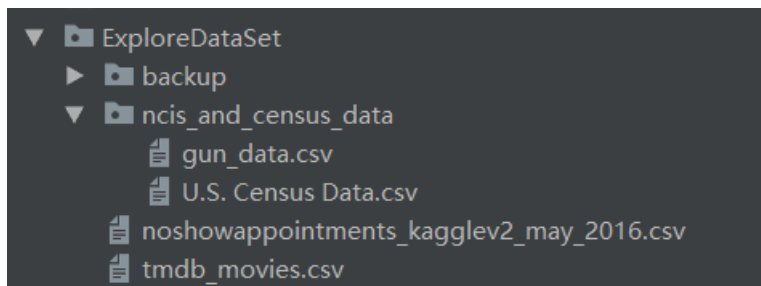 ExploreDataSet
backup
ncis_and_census_data
gun_data.csv
U.S. Census Data.csv
noshowappointments_kagglev2_may_2016.csv
tmdb_movies.csv